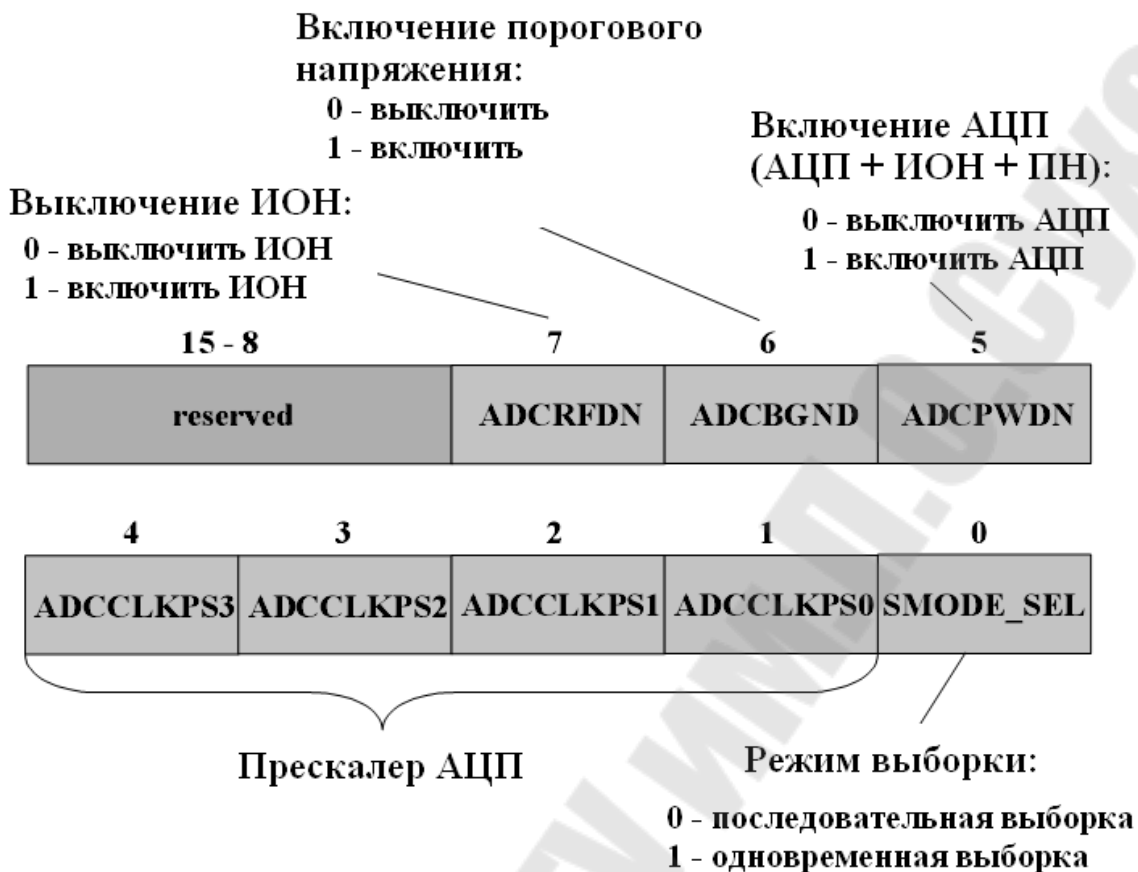 Включение порогового
напряжения:
0 - выключить
1 - включить
Включение АЦП
(АЦП + ИОН + ПН):
0 - выключить АЦП
1 - включить АЦП
Выключение ИОН:
0 - выключить ИОН
1 - включить ИОН
15 - 8 7 6 5
reserved ADCRFDN ADCBGND ADCPWDN
4 3 2 1 0
ADCCLKPS3 ADCCLKPS2 ADCCLKPS1 ADCCLKPS0 SMODE_SEL
Прескалер АЦП
Режим выборки:
0 - последовательная выборка
1 - одновременная выборка
им.П.О.Сухо